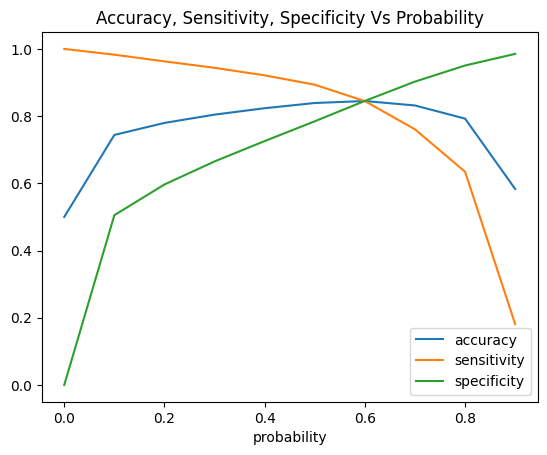 Accuracy, Sensitivity, Specificity Vs Probability
1.0
0.8
0.6
0.4
0.2
0.0
accuracy
sensitivity
specificity
0.0 0.2 0.4 0.6 0.8
probability